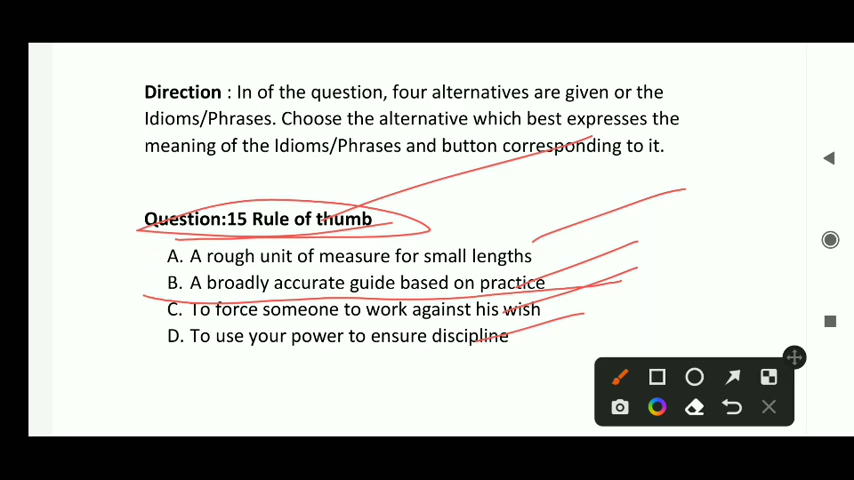 Direction : In of the question, four alternatives are given or the
Idioms/Phrases. Choose the alternative which best expresses the
meaning of the Idioms/Phrases and button corresponding to it.
Question:15 Rule of thumb
A. A rough unit of measure for small lengths
B. A broadly accurate guide based on practice
C. To force someone to work against his wish
D. To use your power to ensure discipline